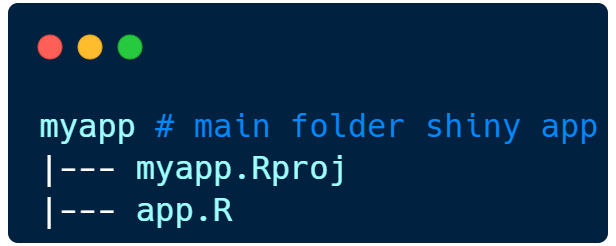 myapp # main folder shiny app
|--- myapp.Rproj
|--- app.R